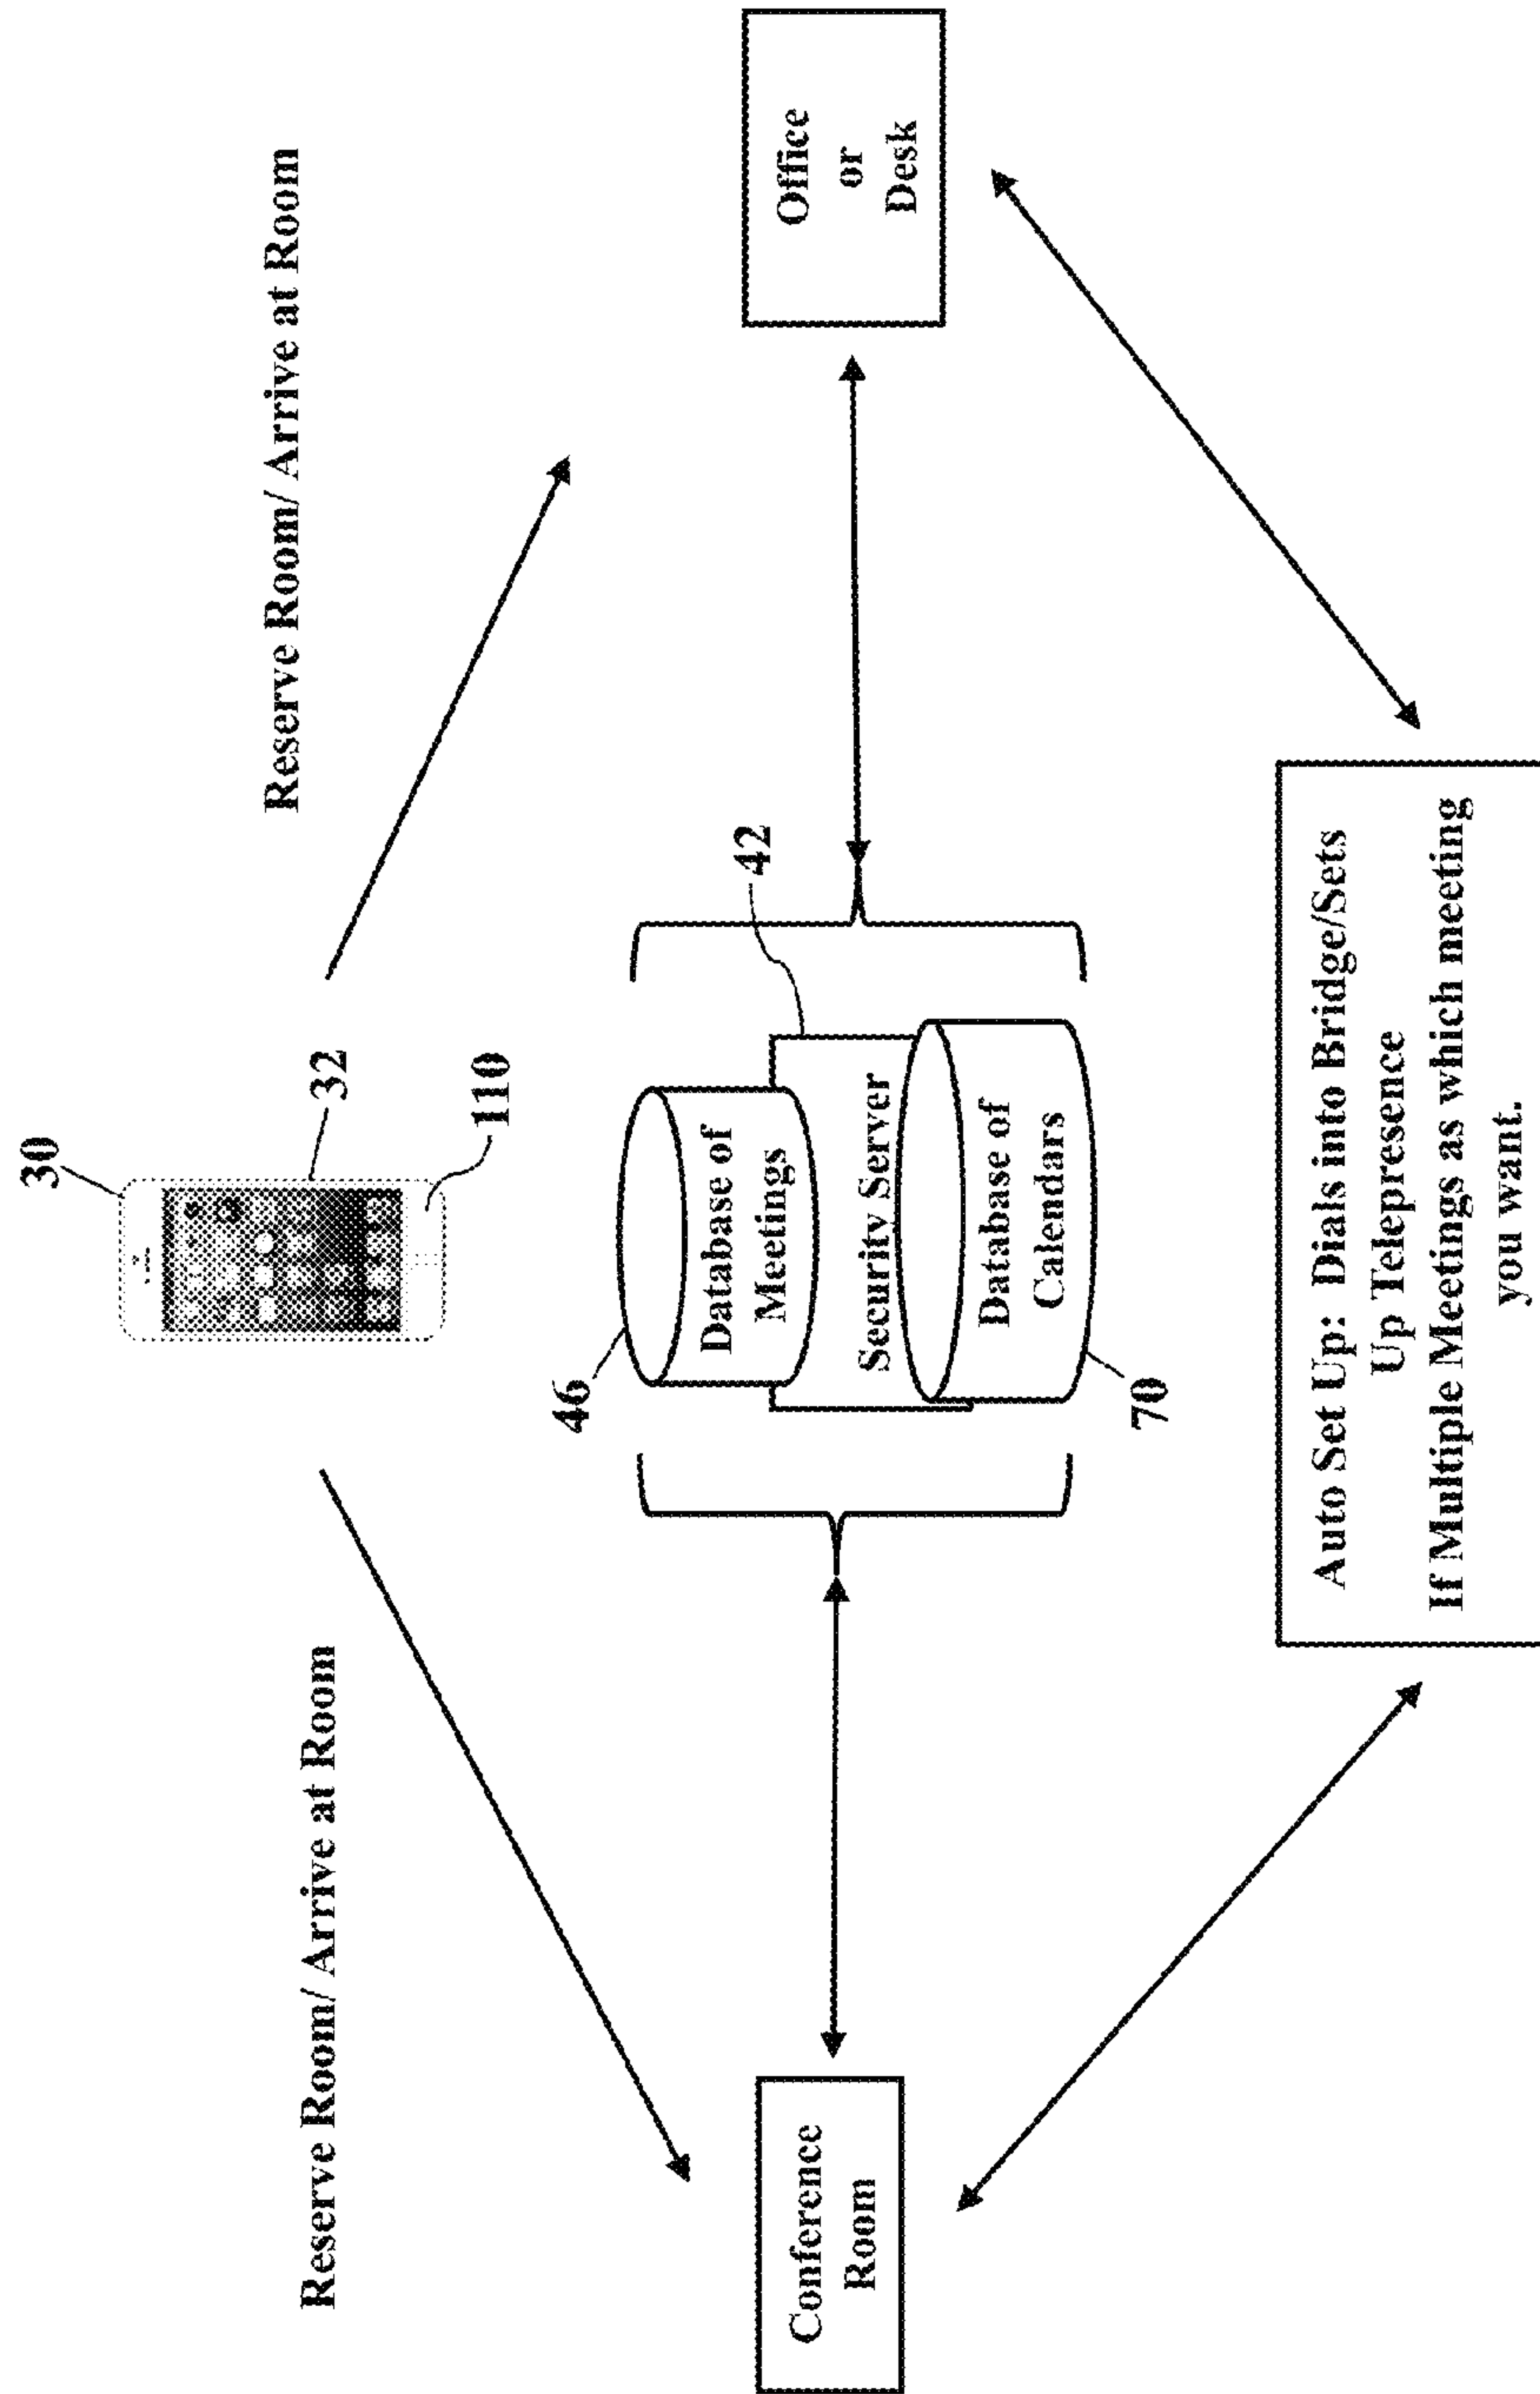 30
32
110
Reserve Room/ Arrive at Room
Reserve Room/ Arrive at Room
46
Database of
Meetings
42
Security Server
Database of
Calendars
70
Conference
Room
Office
or
Desk
Auto Set Up: Dials into Bridge/Sets
Up Telepresence
If Multiple Meetings as which meeting
you want.